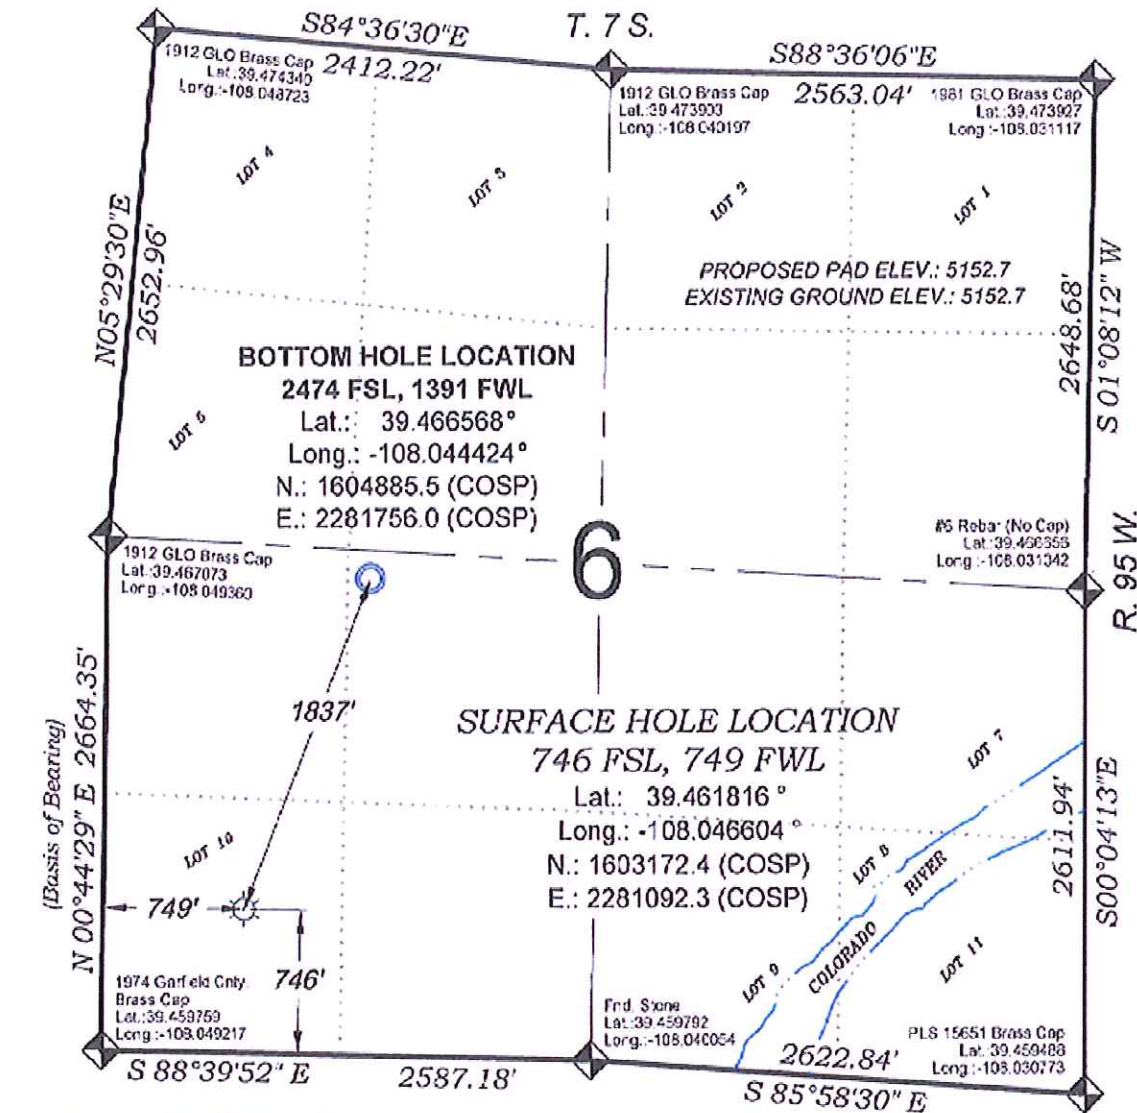 S84°36'30"E
T. 7 S.
S88°36'06"E
1912 GLO Brass Cap
Lat.:39.474340
Long.:-108.048723
2412.22'
1912 GLO Brass Cap
Lat.:39.473903
Long.:-108.040197
2563.04'
1981 GLO Brass Cap
Lat.:39.473927
Long.:-108.031117
LOT 4
LOT 3
LOT 2
LOT 1
N05°29'30"E
2652.96'
PROPOSED PAD ELEV.: 5152.7
EXISTING GROUND ELEV.: 5152.7
2648.68'
S 01°08'12" W
BOTTOM HOLE LOCATION
2474 FSL, 1391 FWL
Lat.: 39.466568°
Long.: -108.044424°
N.: 1604885.5 (COSP)
E.: 2281756.0 (COSP)
LOT 5
6
#6 Rebar (No Cap)
Long.:-108.031342
R. 95 W.
1912 GLO Brass Cap
Lat.:39.467073
Long.:-108.049360
1837'
SURFACE HOLE LOCATION
746 FSL, 749 FWL
Lat.: 39.461816 °
Long.: -108.046604 °
N.: 1603172.4 (COSP)
E.: 2281092.3 (COSP)
(Basis of Bearing)
N 00°44'29" E 2664.35'
LOT 10
749'
746'
LOT 7
LOT 8
COLORADO RIVER
LOT 9
LOT 11
2611.94'
S00°04'13"E
1974 Garfield Cnty.
Brass Cap
Lat.:39.459759
Long.:-108.049217
Fnd. Stone
Lat.:39.459792
Long.:-108.040054
PLS 15651 Brass Cap
Lat.:39.459488
Long.:-108.030773
S 88°39'52" E
2587.18'
2622.84'
S 85°58'30" E